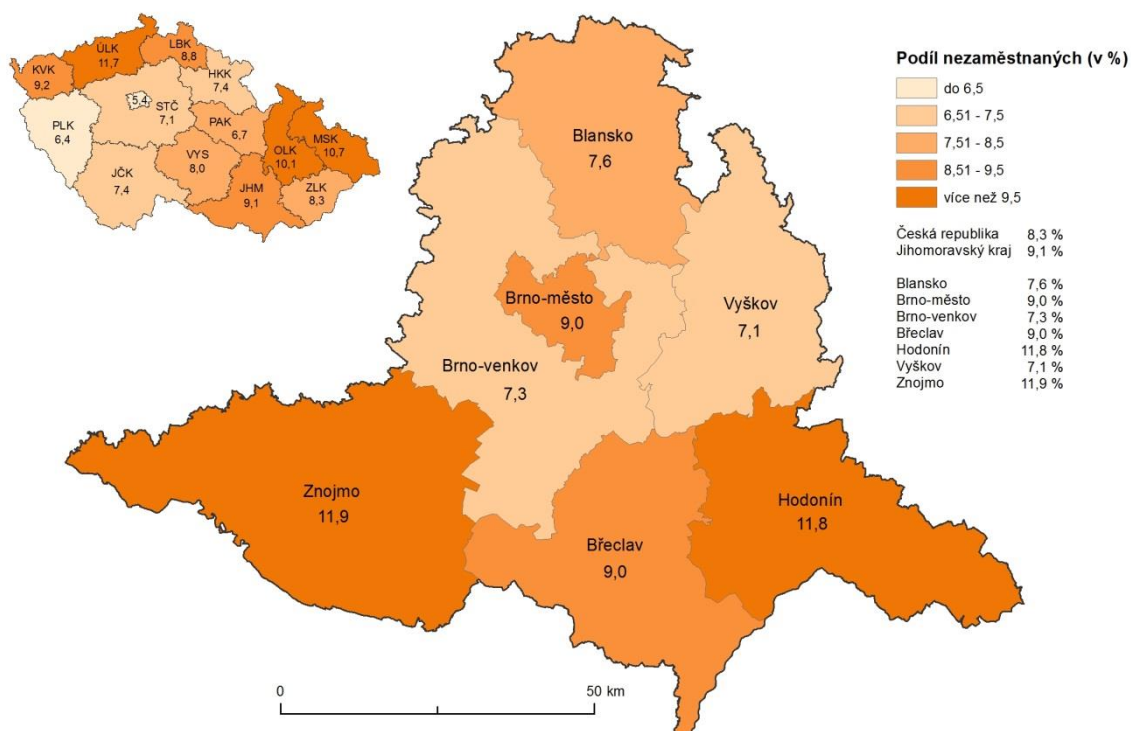 ÚLK
11,7
LBK
8,8
KVK
9,2
HKK
7,4
5,4
STČ
7,1
PLK
6,4
PAK
6,7
MSK
10,7
OLK
10,1
VYS
8,0
JČK
7,4
JHM
9,1
ZLK
8,3
Blansko
7,6
Brno-město
9,0
Vyškov
7,1
Brno-venkov
7,3
Znojmo
11,9
Hodonín
11,8
Břeclav
9,0
0 50 km
Podíl nezaměstnaných (v %)
do 6,5
6,51 - 7,5
7,51 - 8,5
8,51 - 9,5
více než 9,5
Česká republika 8,3 %
Jihomoravský kraj 9,1 %
Blansko 7,6 %
Brno-město 9,0 %
Brno-venkov 7,3 %
Břeclav 9,0 %
Hodonín 11,8 %
Vyškov 7,1 %
Znojmo 11,9 %